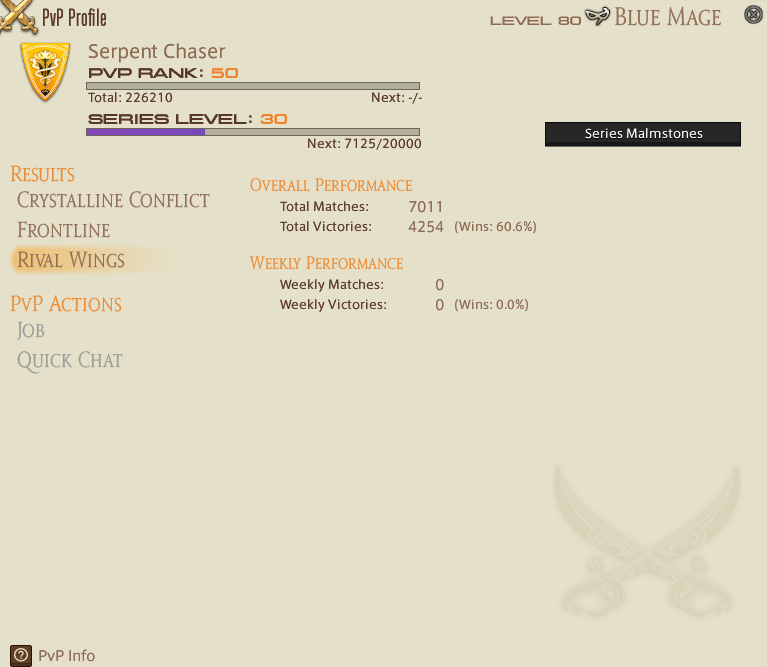 PvP Profile
LEVEL 80 BLUE MAGE
Serpent Chaser
PVP RANK: 50
Total: 226210 Next: -/-
SERIES LEVEL: 30
Next: 7125/20000
Series Malmstones
RESULTS
CRYSTALLINE CONFLICT
FRONTLINE
RIVAL WINGS
PVP ACTIONS
JOB
QUICK CHAT
OVERALL PERFORMANCE
Total Matches: 7011
Total Victories: 4254 (Wins: 60.6%)
WEEKLY PERFORMANCE
Weekly Matches: 0
Weekly Victories: 0 (Wins: 0.0%)
? PvP Info